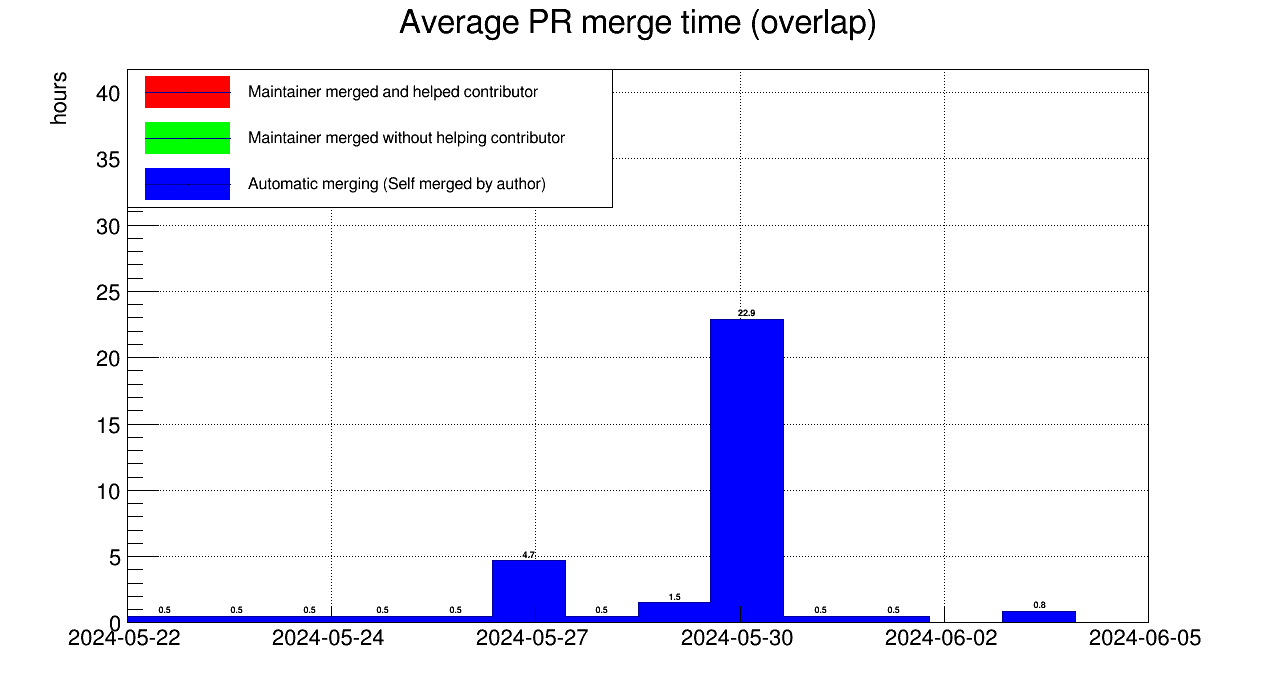 Average PR merge time (overlap)
hours
Maintainer merged and helped contributor
Maintainer merged without helping contributor
Automatic merging (Self merged by author)
40
35
30
25
20
15
10
5
0
22.9
4.7
1.5
0.8
0.5 0.5 0.5 0.5 0.5 0.5 0.5 0.5
2024-05-22 2024-05-24 2024-05-27 2024-05-30 2024-06-02 2024-06-05